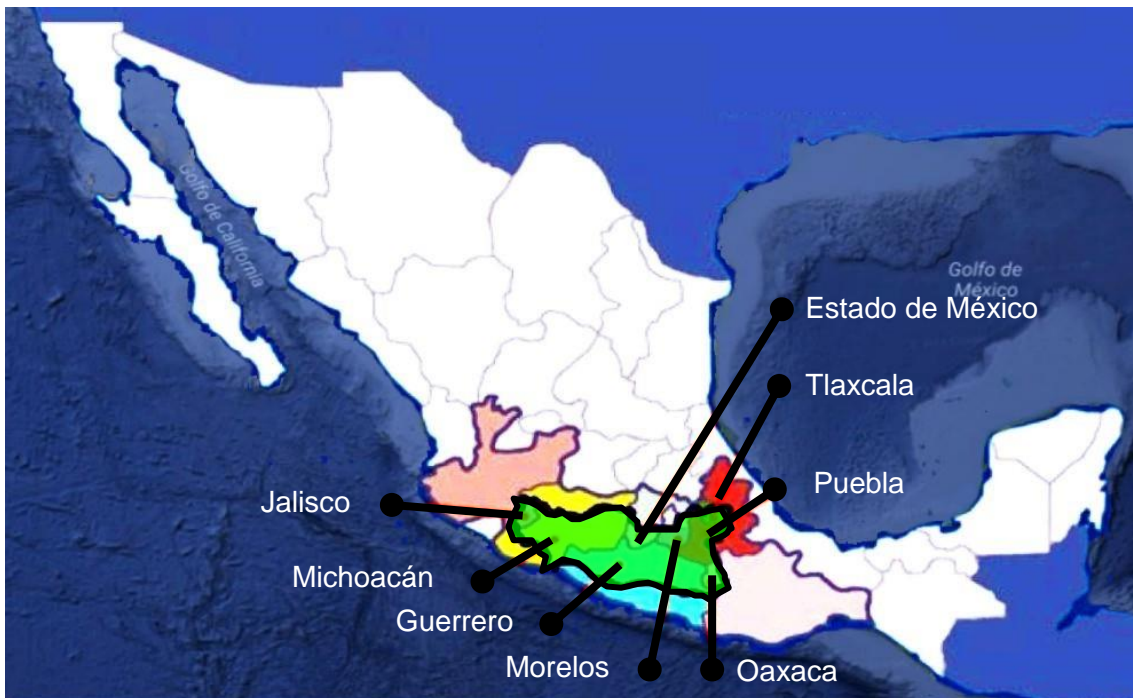 Golfo de California
Golfo de
México
Estado de México
Tlaxcala
Puebla
Jalisco
Michoacán
Guerrero
Morelos
Oaxaca